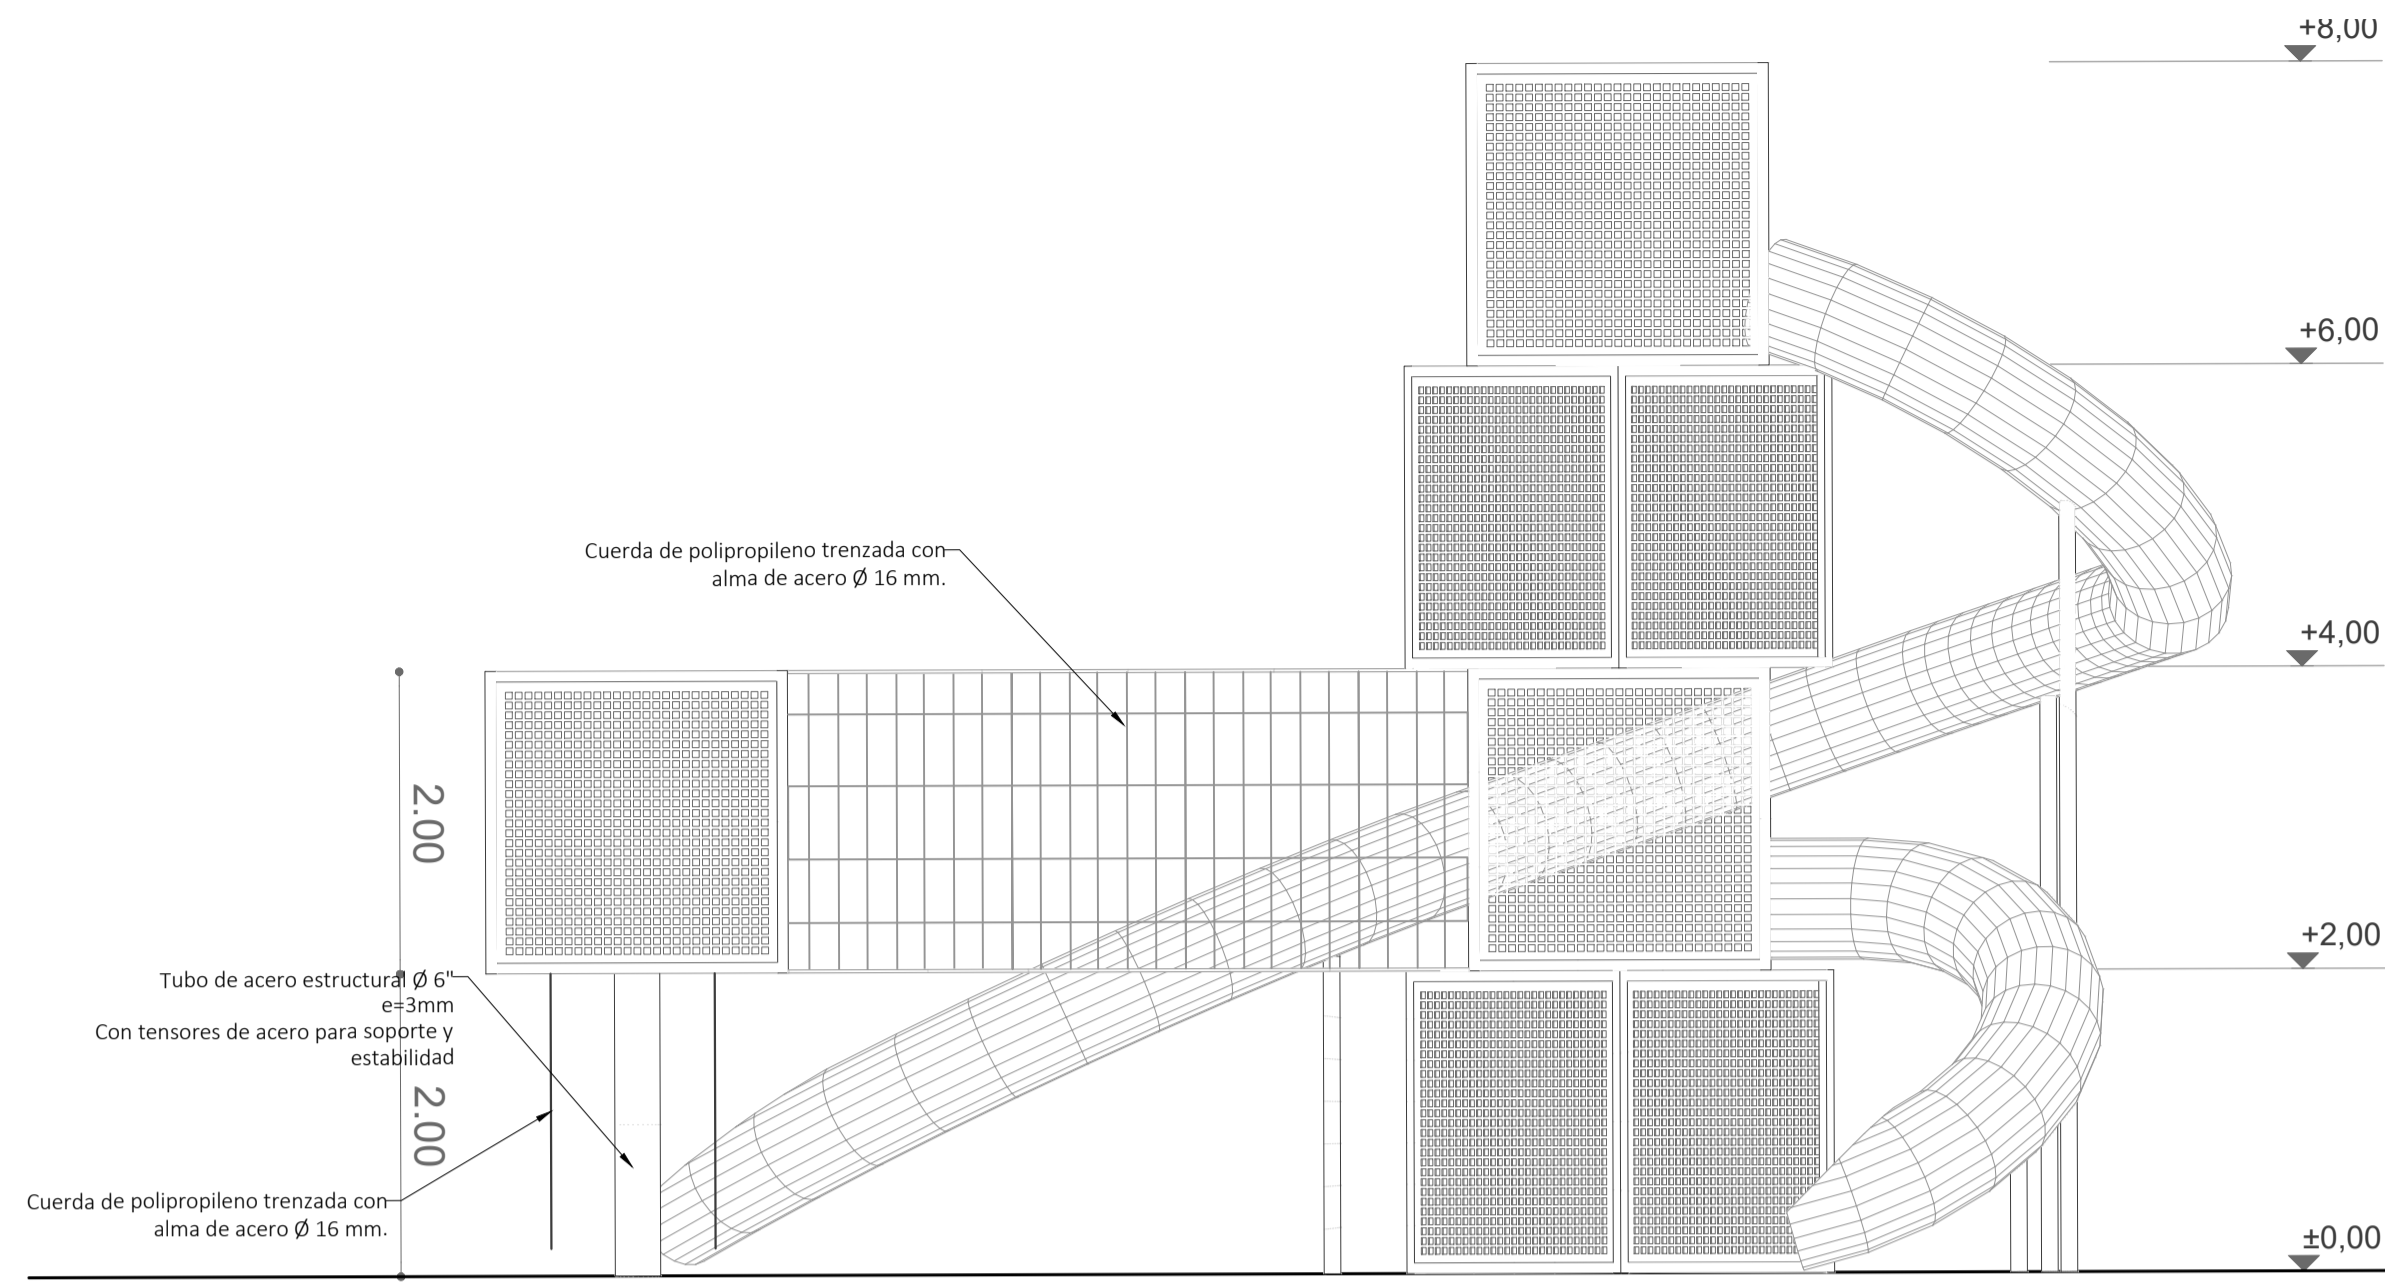 +8,00
+6,00
Cuerda de polipropileno trenzada con
alma de acero Ø 16 mm.
+4,00
2.00
+2,00
Tubo de acero estructural Ø 6"
e=3mm
Con tensores de acero para soporte y
estabilidad
2.00
Cuerda de polipropileno trenzada con
alma de acero Ø 16 mm.
±0,00